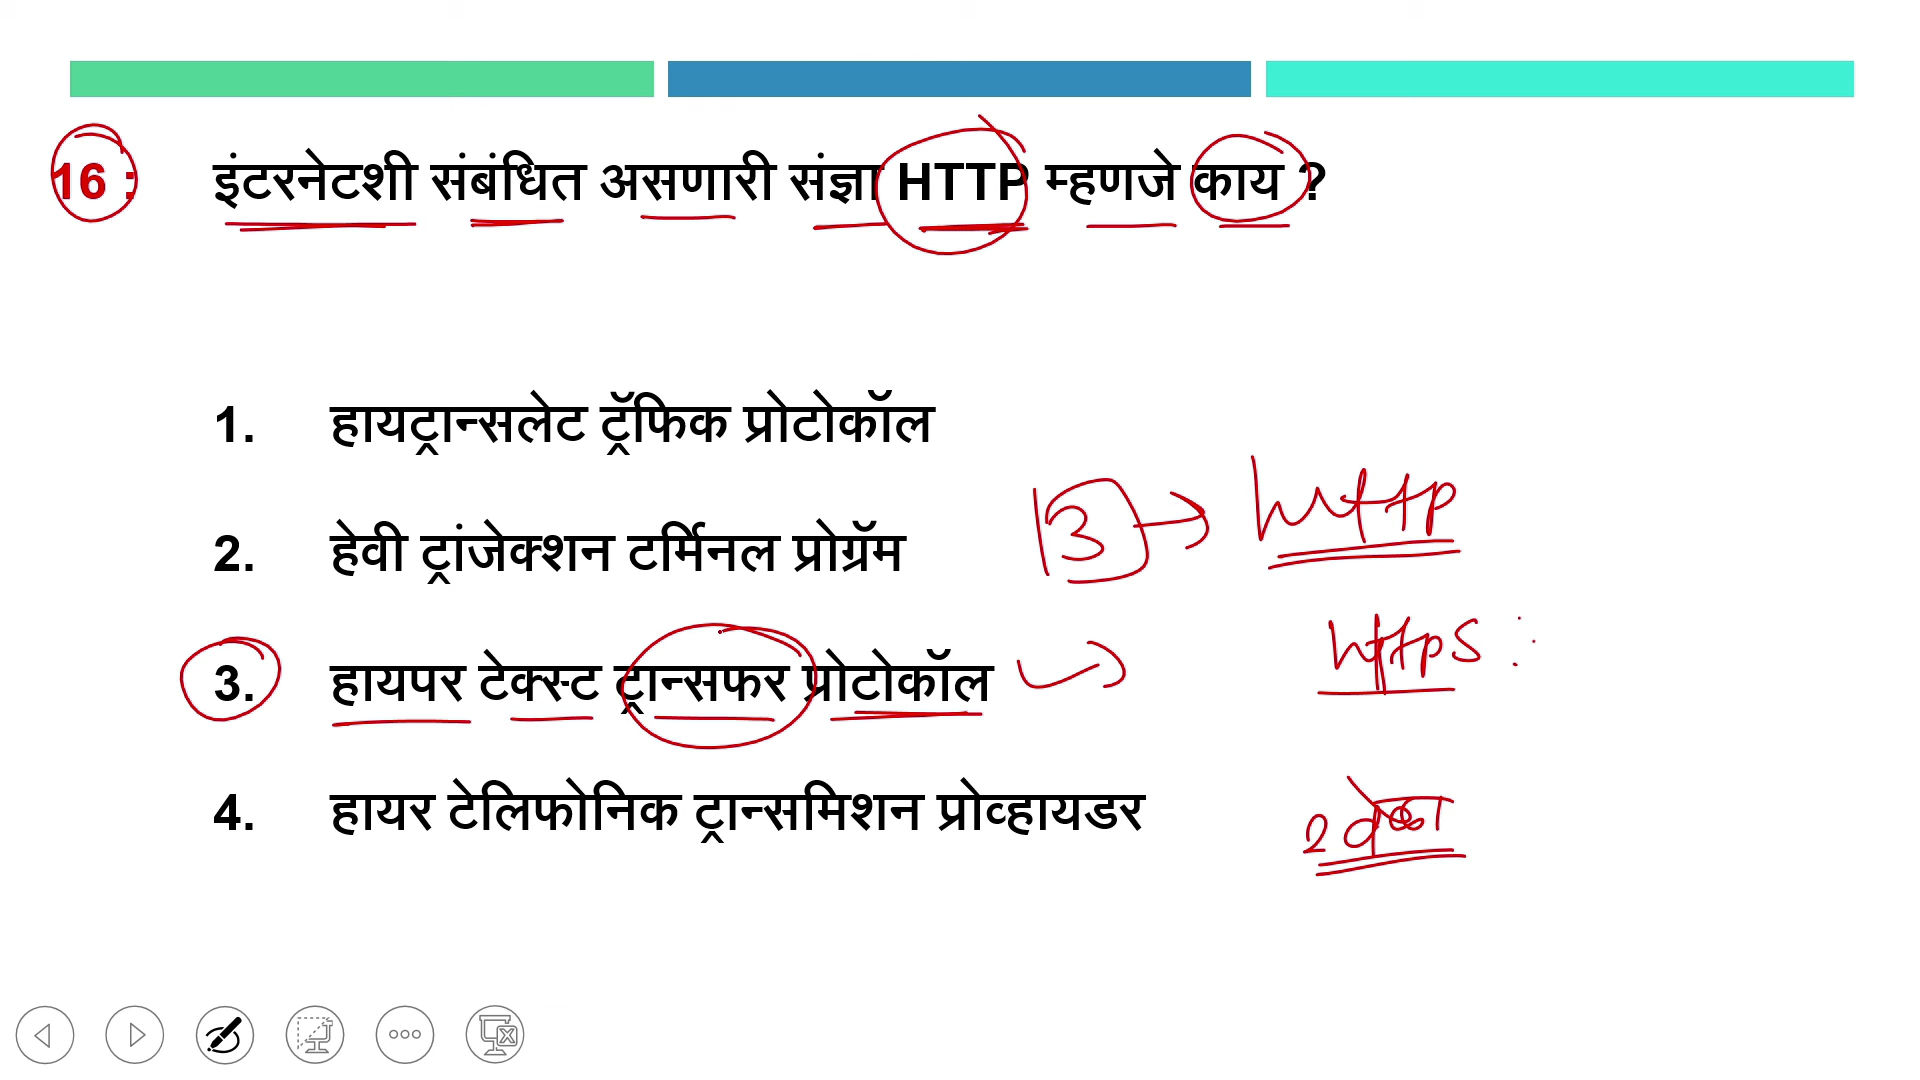 16 : इंटरनेटशी संबंधित असणारी संज्ञा HTTP म्हणजे काय ?
1. हायट्रान्सलेट ट्रॅफिक प्रोटोकॉल
2. हेवी ट्रांजेक्शन टर्मिनल प्रोग्रॅम
3 → http
https :
3. हायपर टेक्स्ट ट्रान्सफर प्रोटोकॉल
4. हायर टेलिफोनिक ट्रान्समिशन प्रोव्हायडर
2